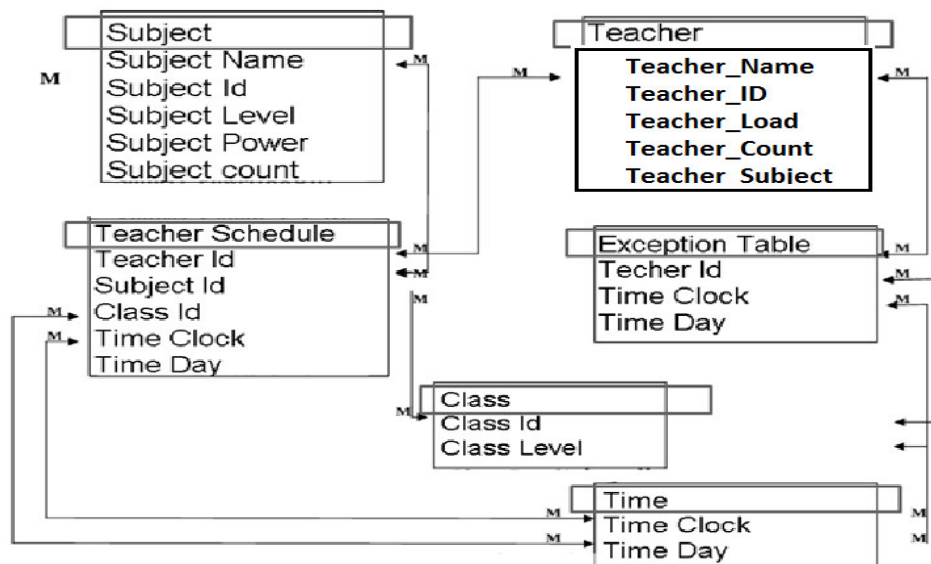 Subject
Subject Name
Subject Id
Subject Level
Subject Power
Subject count
M
M
Teacher
Teacher_Name
Teacher_ID
Teacher_Load
Teacher_Count
Teacher_Subject
M
M
Teacher Schedule
Teacher Id
Subject Id
Class Id
Time Clock
Time Day
M
M
M
M
M
Exception Table
Techer Id
Time Clock
Time Day
M
M
M
Class
Class Id
Class Level
M
Time
Time Clock
Time Day
M
M
M
M